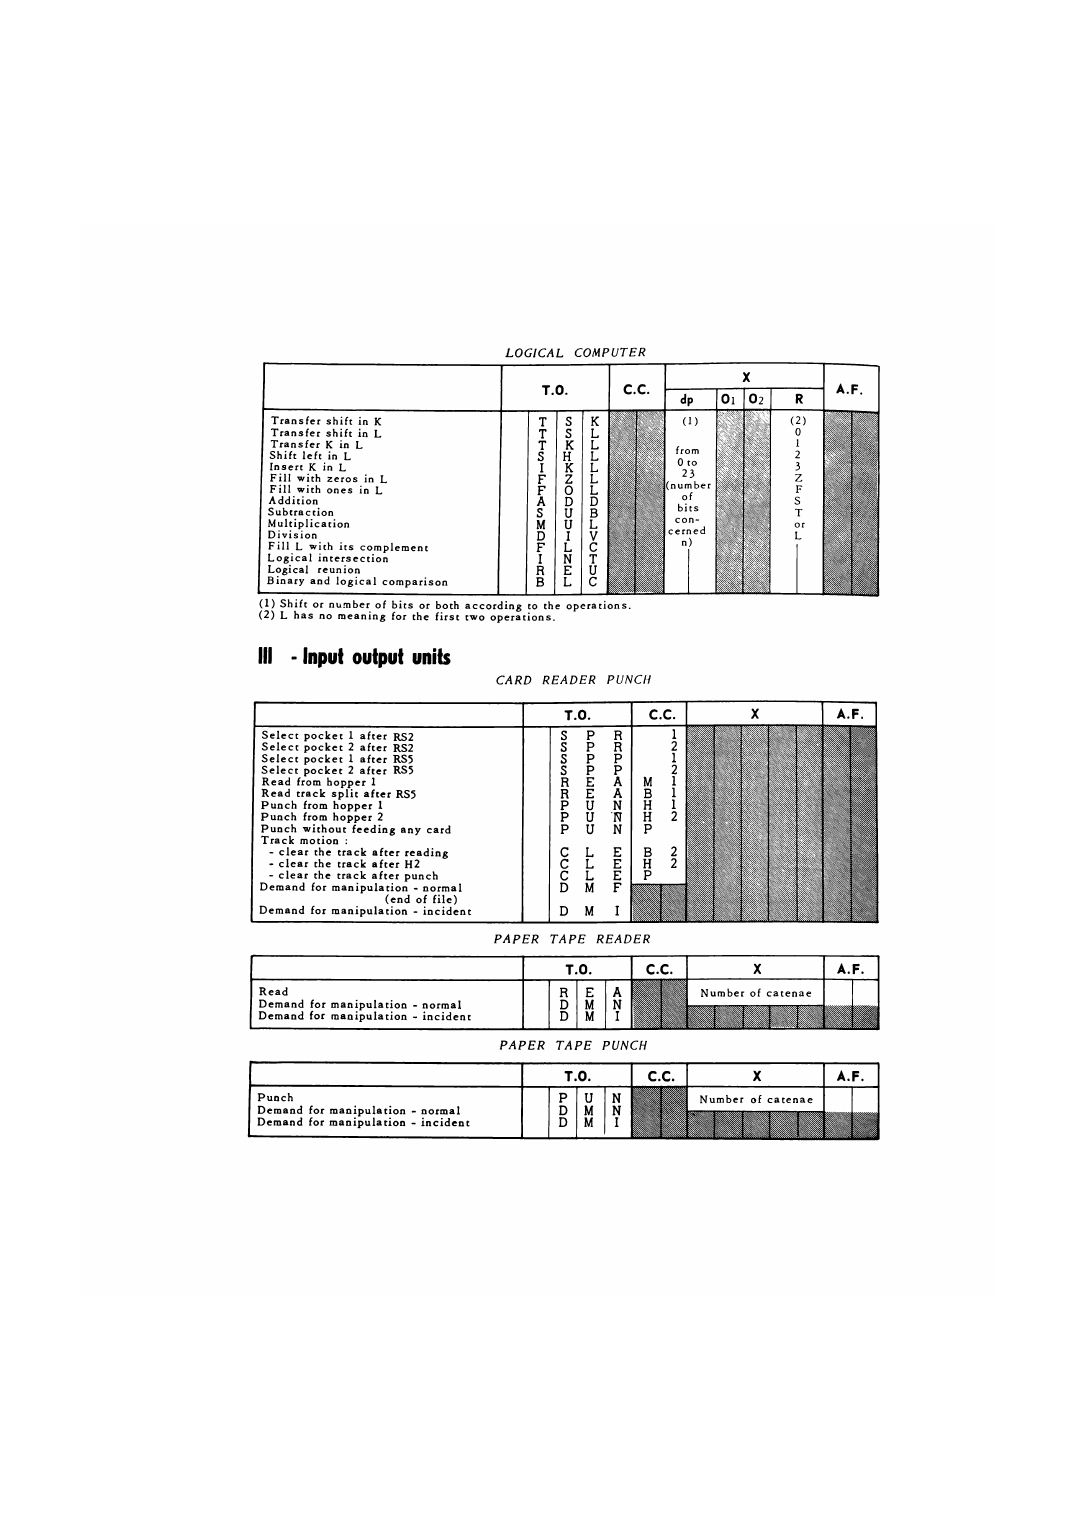 LOGICAL COMPUTER
T.O. C.C. X A.F.
dp O1 O2 R
Transfer shift in K T S K (1) (2)
Transfer shift in L T S L 0
Transfer K in L T K L 1
Shift left in L S H L from 2
Insert K in L I K L 0 to 3
Fill with zeros in L F Z L 23 Z
Fill with ones in L F O L (number F
Addition A D D of S
Subtraction S U B bits T
Multiplication M U L con- or
Division D I V cerned L
Fill L with its complement F L C n)
Logical intersection I N T
Logical reunion R E U
Binary and logical comparison B L C
(1) Shift or number of bits or both according to the operations.
(2) L has no meaning for the first two operations.
III - Input output units
CARD READER PUNCH
T.O. C.C. X A.F.
Select pocket 1 after RS2 S P R 1
Select pocket 2 after RS2 S P R 2
Select pocket 1 after RS5 S P P 1
Select pocket 2 after RS5 S P P 2
Read from hopper 1 R E A M 1
Read track split after RS5 R E A B 1
Punch from hopper 1 P U N H 1
Punch from hopper 2 P U N H 2
Punch without feeding any card P U N P
Track motion :
- clear the track after reading C L E B 2
- clear the track after H2 C L E H 2
- clear the track after punch C L E P
Demand for manipulation - normal D M F
(end of file)
Demand for manipulation - incident D M I
PAPER TAPE READER
T.O. C.C. X A.F.
Read R E A Number of catenae
Demand for manipulation - normal D M N
Demand for manipulation - incident D M I
PAPER TAPE PUNCH
T.O. C.C. X A.F.
Punch P U N Number of catenae
Demand for manipulation - normal D M N
Demand for manipulation - incident D M I